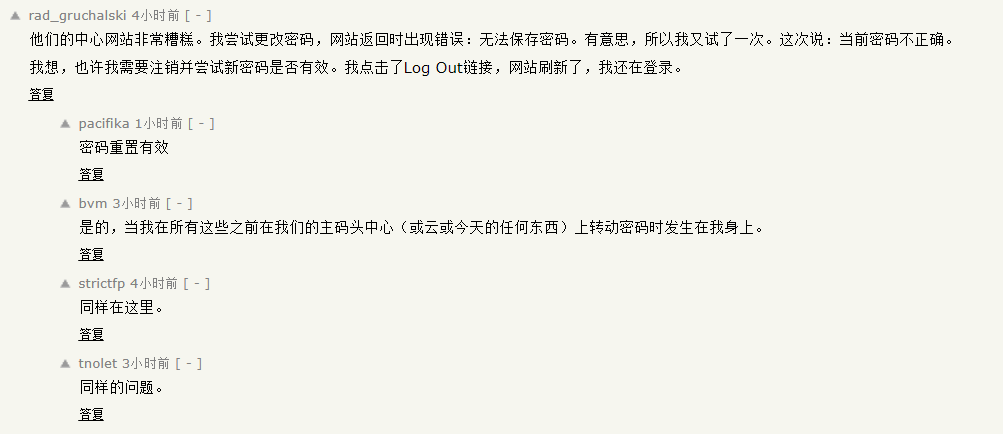 rad_gruchalski 4小时前 [ - ]
他们的中心网站非常糟糕。我尝试更改密码，网站返回时出现错误：无法保存密码。有意思，所以我又试了一次。这次说：当前密码不正确。
我想，也许我需要注销并尝试新密码是否有效。我点击了Log Out链接，网站刷新了，我还在登录。
答复
pacifika 1小时前 [ - ]
密码重置有效
答复
bvm 3小时前 [ - ]
是的，当我在所有这些之前在我们的主码头中心（或云或今天的任何东西）上转动密码时发生在我身上。
答复
strictfp 4小时前 [ - ]
同样在这里。
答复
tnolet 3小时前 [ - ]
同样的问题。
答复